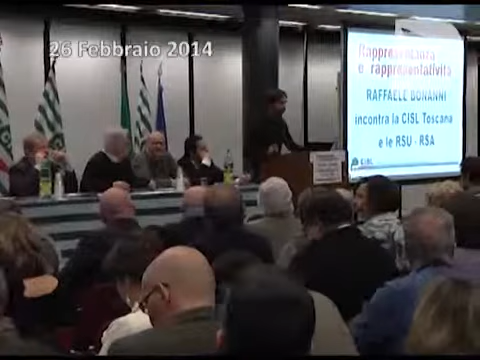 26 Febbraio 2014
Rappresentanza
e rappresentatività
RAFFAELE BONANNI
incontra la CISL Toscana
e le RSU - RSA
CISL